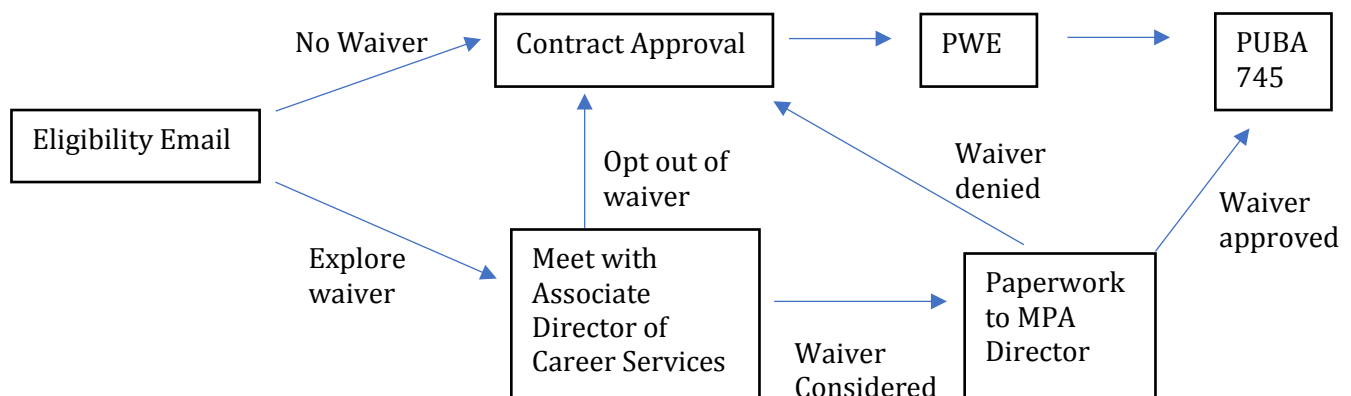 No Waiver
Contract Approval
PWE
PUBA
745
Eligibility Email
Opt out of
waiver
Waiver
denied
Waiver
approved
Explore
waiver
Meet with
Associate
Director of
Career Services
Paperwork
to MPA
Director
Waiver
Considered